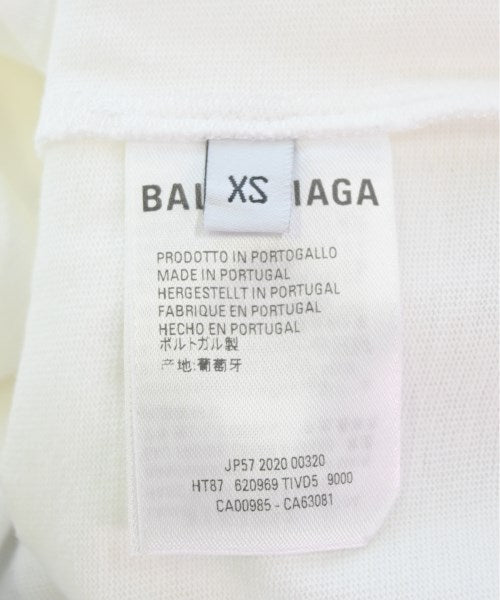 XS
BAL IAGA
PRODOTTO IN PORTOGALLO
MADE IN PORTUGAL
HERGESTELLT IN PORTUGAL
FABRIQUE EN PORTUGAL
HECHO EN PORTUGAL
ポルトガル製
产地:葡萄牙
JP57 2020 00320
HT87 620969 TIVD5 9000
CA00985 - CA63081